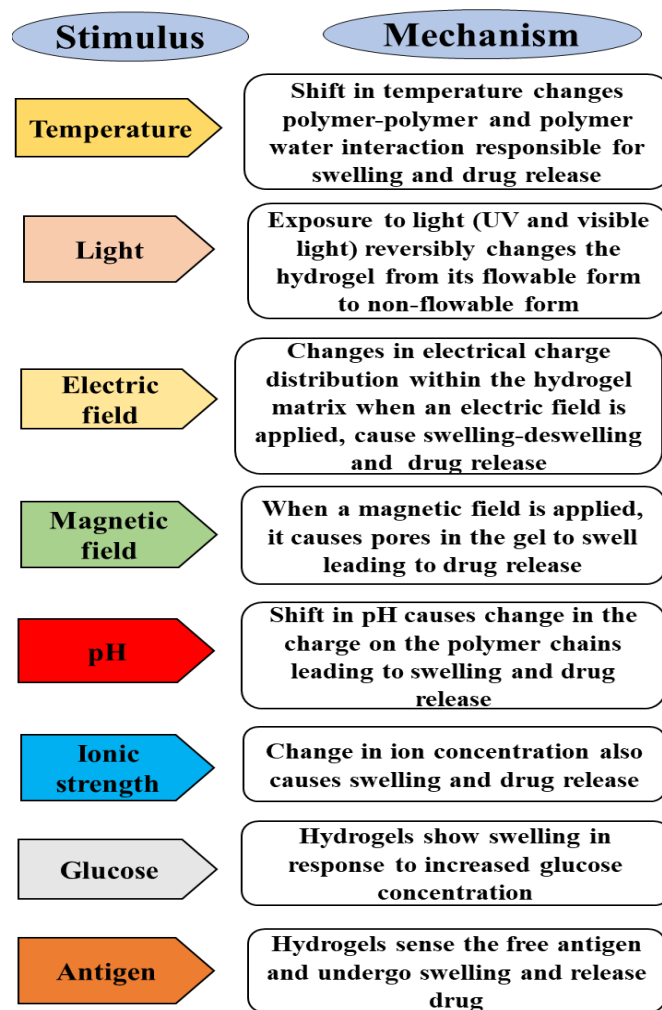 Stimulus
Mechanism
Temperature
Shift in temperature changes
polymer-polymer and polymer
water interaction responsible for
swelling and drug release
Light
Exposure to light (UV and visible
light) reversibly changes the
hydrogel from its flowable form
to non-flowable form
Electric
field
Changes in electrical charge
distribution within the hydrogel
matrix when an electric field is
applied, cause swelling-deswelling
and drug release
Magnetic
field
When a magnetic field is applied,
it causes pores in the gel to swell
leading to drug release
pH
Shift in pH causes change in the
charge on the polymer chains
leading to swelling and drug
release
Ionic
strength
Change in ion concentration also
causes swelling and drug release
Glucose
Hydrogels show swelling in
response to increased glucose
concentration
Antigen
Hydrogels sense the free antigen
and undergo swelling and release
drug